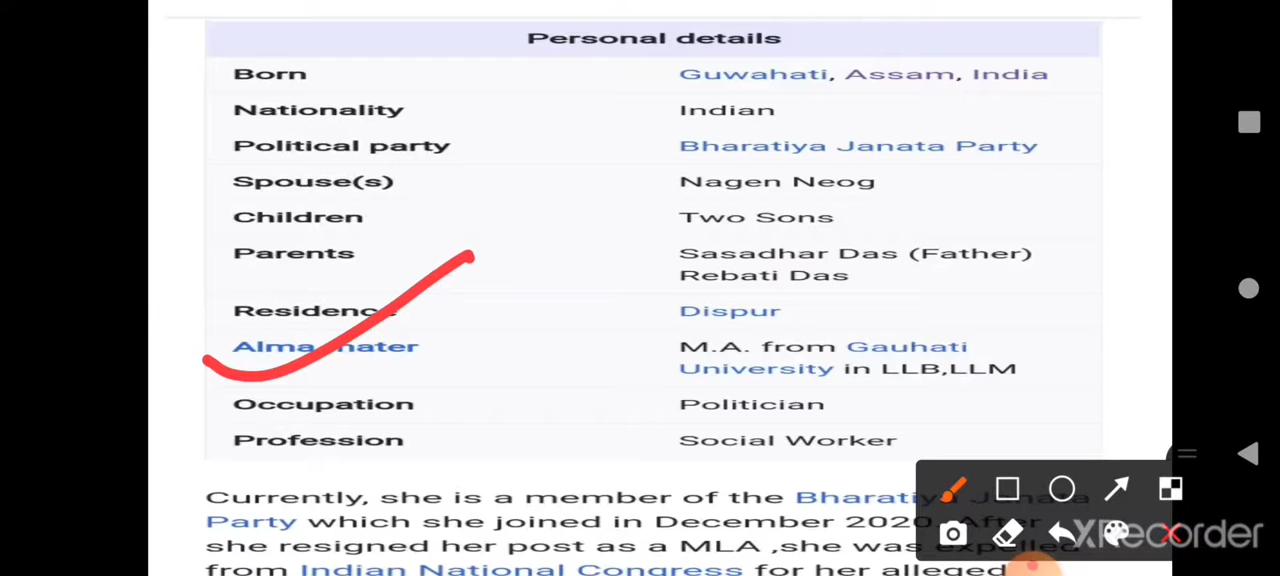 Personal details
Born Guwahati, Assam, India
Nationality Indian
Political party Bharatiya Janata Party
Spouse(s) Nagen Neog
Children Two Sons
Parents Sasadhar Das (Father)
Rebati Das
Residence Dispur
Alma mater M.A. from Gauhati
University in LLB,LLM
Occupation Politician
Profession Social Worker
Currently, she is a member of the Bharatiya Janata
Party which she joined in December 2020. After
she resigned her post as a MLA ,she was expelled
from Indian National Congress for her alleged
XRecorder